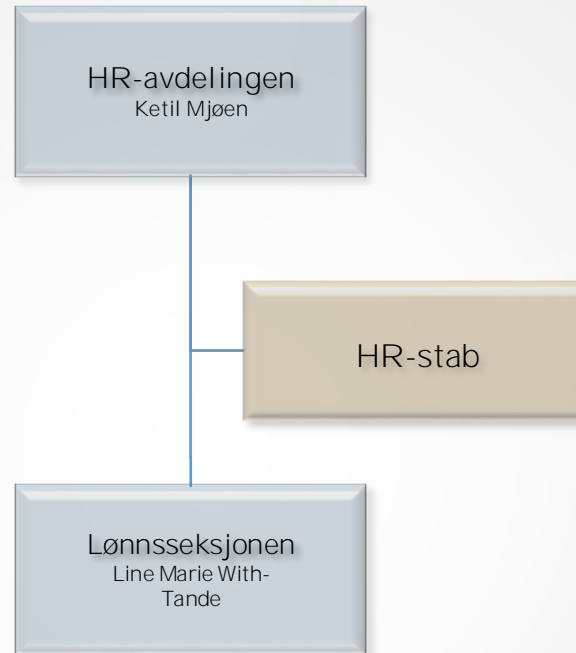 HR-avdelingen
Ketil Mjøen
HR-stab
Lønnsseksjonen
Line Marie With-
Tande